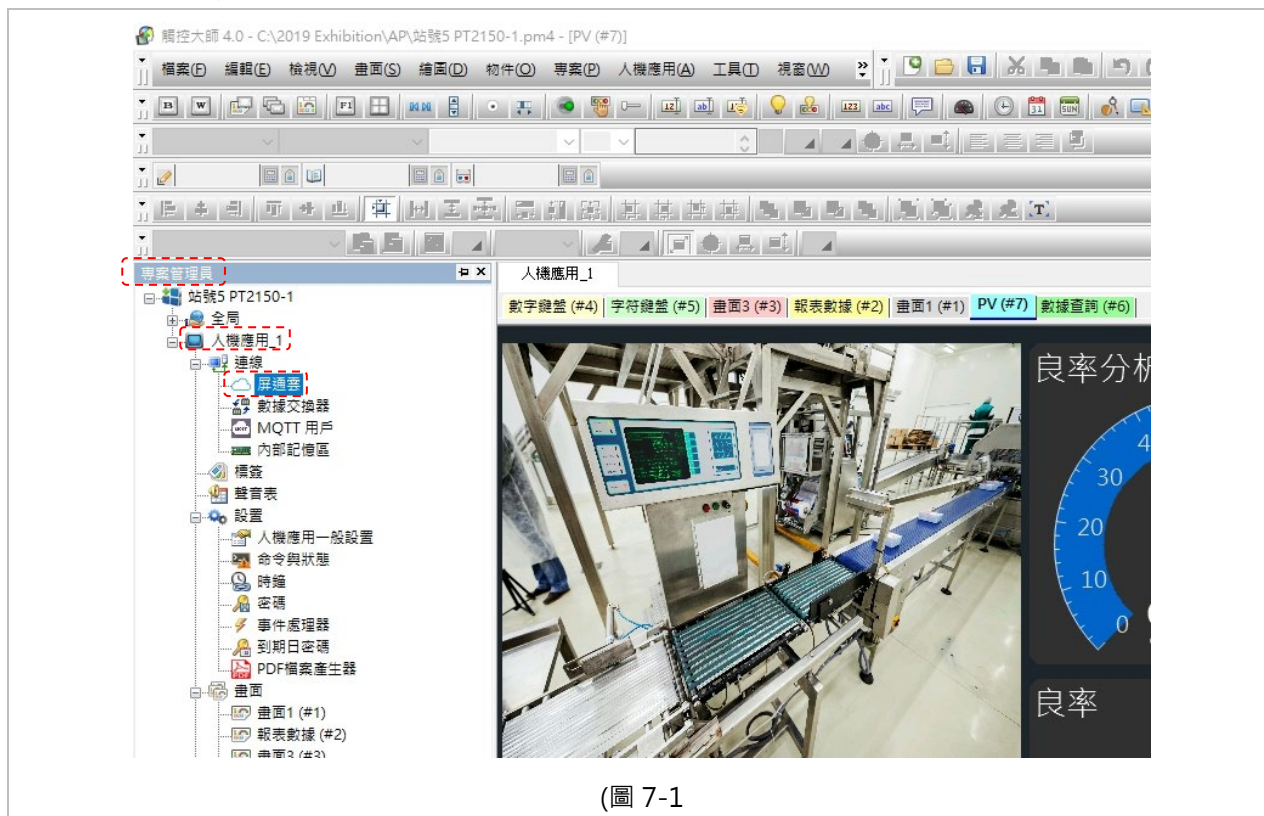 觸控大師 4.0 - C:\2019 Exhibition\AP\站號5 PT2150-1.pm4 - [PV (#7)]
檔案(F) 編輯(E) 檢視(V) 畫面(S) 繪圖(D) 物件(O) 專案(P) 人機應用(A) 工具(T) 視窗(W)
專案管理員
站號5 PT2150-1
全局
人機應用_1
連線
屏通雲
數據交換器
MQTT 用戶
內部記憶區
標簽
聲音表
設置
人機應用一般設置
命令與狀態
時鐘
密碼
事件處理器
到期日密碼
PDF檔案產生器
畫面
畫面1 (#1)
報表數據 (#2)
畫面3 (#3)
人機應用_1
數字鍵盤 (#4) 字符鍵盤 (#5) 畫面3 (#3) 報表數據 (#2) 畫面1 (#1) PV (#7) 數據查詢 (#6)
良率分析
30
20
10
0
良率
(圖 7-1